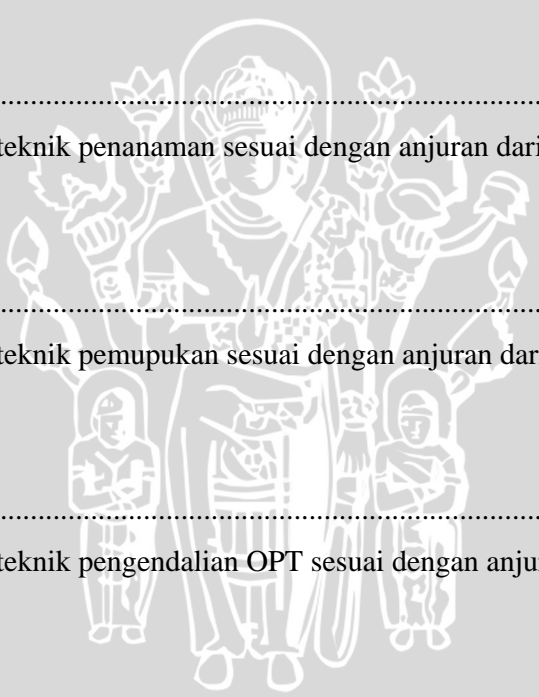 ........................................................................................
teknik penanaman sesuai dengan anjuran dari
........................................................................................
teknik pemupukan sesuai dengan anjuran dar
........................................................................................
teknik pengendalian OPT sesuai dengan anju